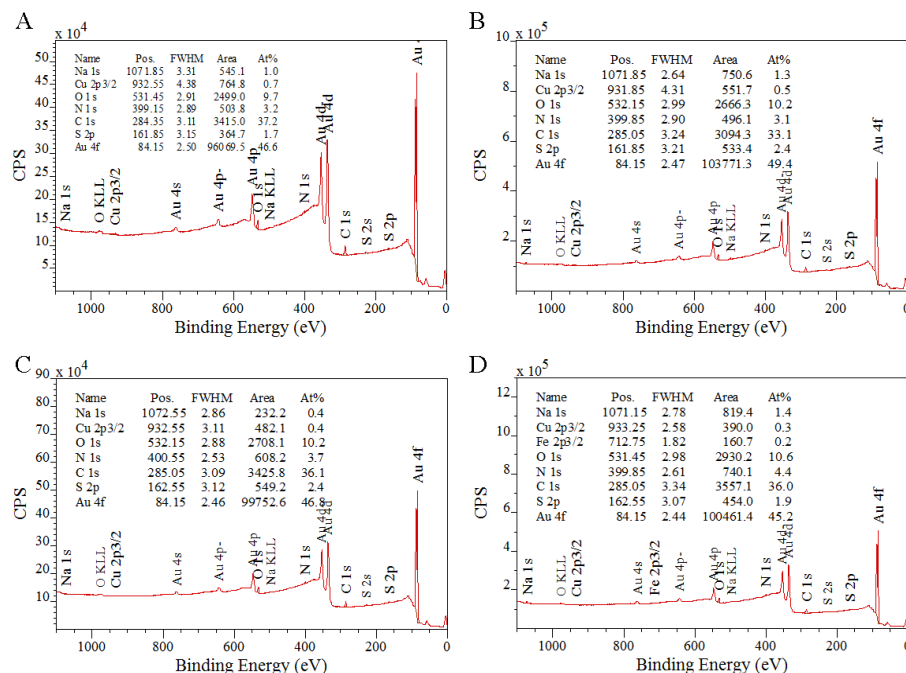 A
x 10⁴
Name Pos. FWHM Area At%
Na 1s 1071.85 3.31 545.1 1.0
Cu 2p3/2 932.55 4.38 764.8 0.7
O 1s 531.45 2.91 2499.0 9.7
N 1s 399.15 2.89 503.8 3.2
C 1s 284.35 3.11 3415.0 37.2
S 2p 161.85 3.15 364.7 1.7
Au 4f 84.15 2.50 96069.5 46.6
50
45
40
35
30
25
20
15
10
5
CPS
Na 1s
O KLL
Cu 2p3/2
Au 4s
Au 4p-
Au 4p
O 1s
Na KLL
N 1s
Au 4d
Au 4d
C 1s
S 2s
S 2p
Au 4
1000 800 600 400 200 0
Binding Energy (eV)
B
x 10⁵
Name Pos. FWHM Area At%
Na 1s 1071.85 2.64 750.6 1.3
Cu 2p3/2 931.85 4.31 551.7 0.5
O 1s 532.15 2.99 2666.3 10.2
N 1s 399.85 2.90 496.1 3.1
C 1s 285.05 3.24 3094.3 33.1
S 2p 161.85 3.21 533.4 2.4
Au 4f 84.15 2.47 103771.3 49.4
10
8
6
4
2
CPS
Na 1s
O KLL
Cu 2p3/2
Au 4s
Au 4p-
Au 4p
O 1s
Na KLL
N 1s
Au 4d
Au 4d
C 1s
S 2s
S 2p
Au 4f
1000 800 600 400 200 0
Binding Energy (eV)
C
x 10⁴
Name Pos. FWHM Area At%
Na 1s 1072.55 2.86 232.2 0.4
Cu 2p3/2 932.55 3.11 482.1 0.4
O 1s 532.15 2.88 2708.1 10.2
N 1s 400.55 2.53 608.2 3.7
C 1s 285.05 3.09 3425.8 36.1
S 2p 162.55 3.12 549.2 2.4
Au 4f 84.15 2.46 99752.6 46.8
90
80
70
60
50
40
30
20
10
CPS
Na 1s
O KLL
Cu 2p3/2
Au 4s
Au 4p-
Au 4p
O 1s
Na KLL
N 1s
Au 4d
Au 4d
C 1s
S 2s
S 2p
Au 4f
1000 800 600 400 200 0
Binding Energy (eV)
D
x 10⁵
Name Pos. FWHM Area At%
Na 1s 1071.15 2.78 819.4 1.4
Cu 2p3/2 933.25 2.58 390.0 0.3
Fe 2p3/2 712.75 1.82 160.7 0.2
O 1s 531.45 2.98 2930.2 10.6
N 1s 399.85 2.61 740.1 4.4
C 1s 285.05 3.34 3557.1 36.0
S 2p 162.55 3.07 454.0 1.9
Au 4f 84.15 2.44 100461.4 45.2
12
10
8
6
4
2
CPS
Na 1s
O KLL
Cu 2p3/2
Au 4s
Fe 2p3/2
Au 4p-
Au 4p
O 1s
Na KLL
N 1s
Au 4d
Au 4d
C 1s
S 2s
S 2p
Au 4f
1000 800 600 400 200 0
Binding Energy (eV)